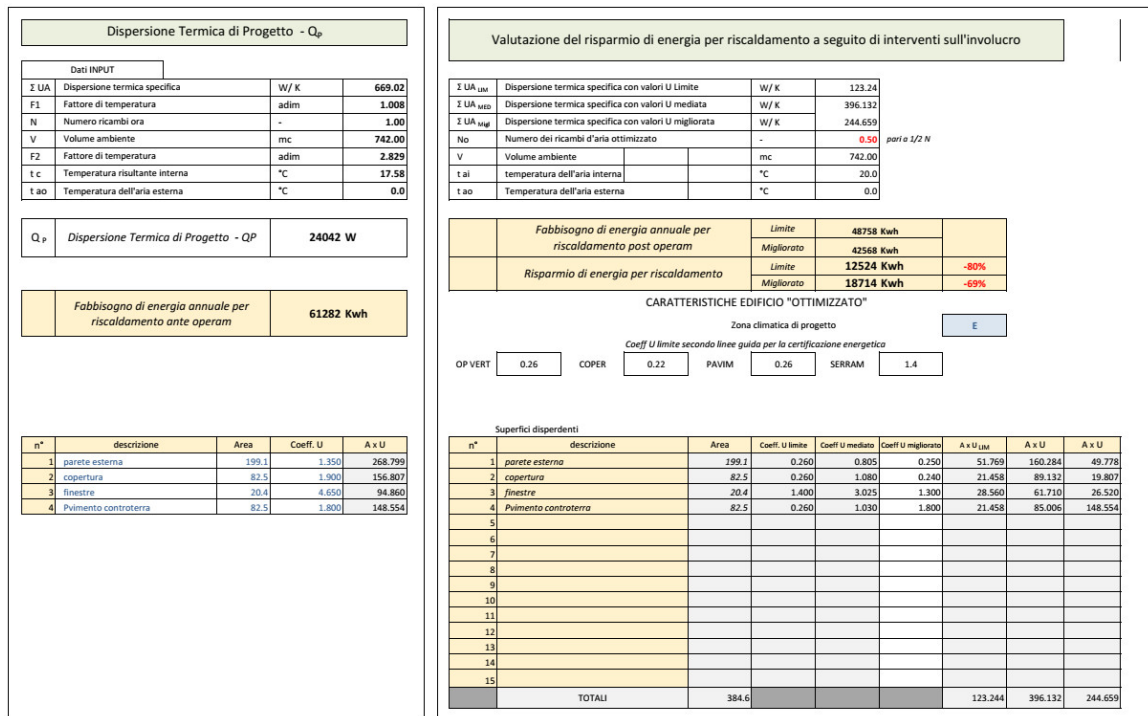 Dispersione Termica di Progetto - QP
Dati INPUT
Σ UA Dispersione termica specifica W/ K 669.02
F1 Fattore di temperatura adim 1.008
N Numero ricambi ora - 1.00
V Volume ambiente mc 742.00
F2 Fattore di temperatura adim 2.829
t c Temperatura risultante interna °C 17.58
t ao Temperatura dell'aria esterna °C 0.0
Q P Dispersione Termica di Progetto - QP 24042 W
Fabbisogno di energia annuale per
riscaldamento ante operam
61282 Kwh
n° descrizione Area Coeff. U A x U
1 parete esterna 199.1 1.350 268.799
2 copertura 82.5 1.900 156.807
3 finestre 20.4 4.650 94.860
4 Pvimento controterra 82.5 1.800 148.554
Valutazione del risparmio di energia per riscaldamento a seguito di interventi sull'involucro
Σ UA LIM Dispersione termica specifica con valori U Limite W/ K 123.24
Σ UA MED Dispersione termica specifica con valori U mediata W/ K 396.132
Σ UA Migl Dispersione termica specifica con valori U migliorata W/ K 244.659
No Numero dei ricambi d'aria ottimizzato - 0.50 pari a 1/2 N
V Volume ambiente mc 742.00
t ai temperatura dell'aria interna °C 20.0
t ao Temperatura dell'aria esterna °C 0.0
Fabbisogno di energia annuale per
riscaldamento post operam
Limite 48758 Kwh
Migliorato 42568 Kwh
Risparmio di energia per riscaldamento
Limite 12524 Kwh -80%
Migliorato 18714 Kwh -69%
CARATTERISTICHE EDIFICIO "OTTIMIZZATO"
Zona climatica di progetto E
Coeff U limite secondo linee guida per la certificazione energetica
OP VERT 0.26 COPER 0.22 PAVIM 0.26 SERRAM 1.4
Superfici disperdenti
n° descrizione Area Coeff. U limite Coeff U mediato Coeff U migliorato A x U LIM A x U A x U
1 parete esterna 199.1 0.260 0.805 0.250 51.769 160.284 49.778
2 copertura 82.5 0.260 1.080 0.240 21.458 89.132 19.807
3 finestre 20.4 1.400 3.025 1.300 28.560 61.710 26.520
4 Pvimento controterra 82.5 0.260 1.030 1.800 21.458 85.006 148.554
5
6
7
8
9
10
11
12
13
14
15
TOTALI 384.6 123.244 396.132 244.659